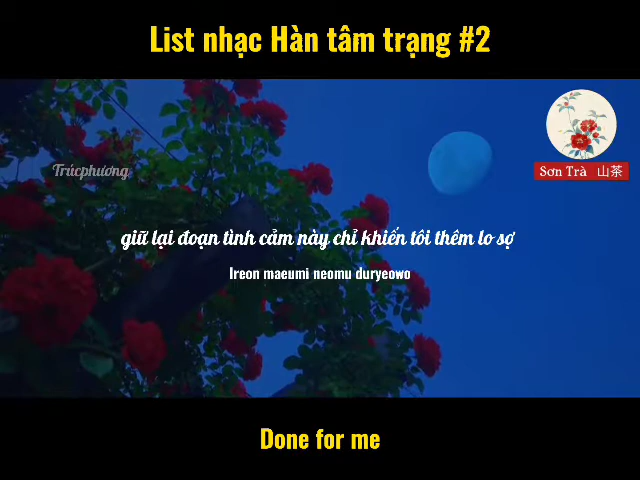 List nhạc Hàn tâm trạng #2
Trúcphương
Sơn Trà 山茶
giữ lại đoạn tình cảm này chỉ khiến tôi thêm lo sợ
Ireon maeumi neomu duryeowo
Done for me